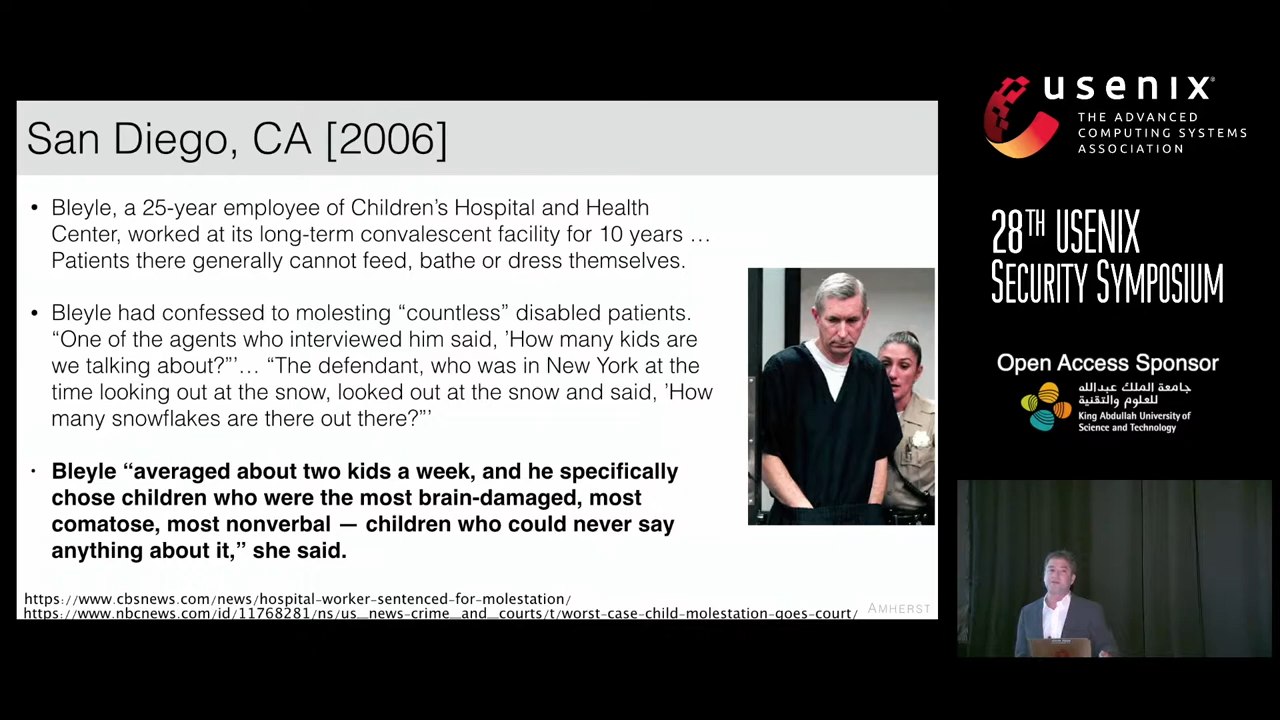 San Diego, CA [2006]
• Bleyle, a 25-year employee of Children’s Hospital and Health
Center, worked at its long-term convalescent facility for 10 years …
Patients there generally cannot feed, bathe or dress themselves.
• Bleyle had confessed to molesting “countless” disabled patients.
“One of the agents who interviewed him said, ’How many kids are
we talking about?”’… “The defendant, who was in New York at the
time looking out at the snow, looked out at the snow and said, ’How
many snowflakes are there out there?”’
• Bleyle “averaged about two kids a week, and he specifically
chose children who were the most brain-damaged, most
comatose, most nonverbal — children who could never say
anything about it,” she said.
https://www.cbsnews.com/news/hospital-worker-sentenced-for-molestation/
https://www.nbcnews.com/id/11768281/ns/us_news-crime_and_courts/t/worst-case-child-molestation-goes-court/
AMHERST
usenix
THE ADVANCED
COMPUTING SYSTEMS
ASSOCIATION
28TH USENIX
SECURITY SYMPOSIUM
Open Access Sponsor
جامعة الملك عبدالله
للعلوم والتقنية
King Abdullah University of
Science and Technology